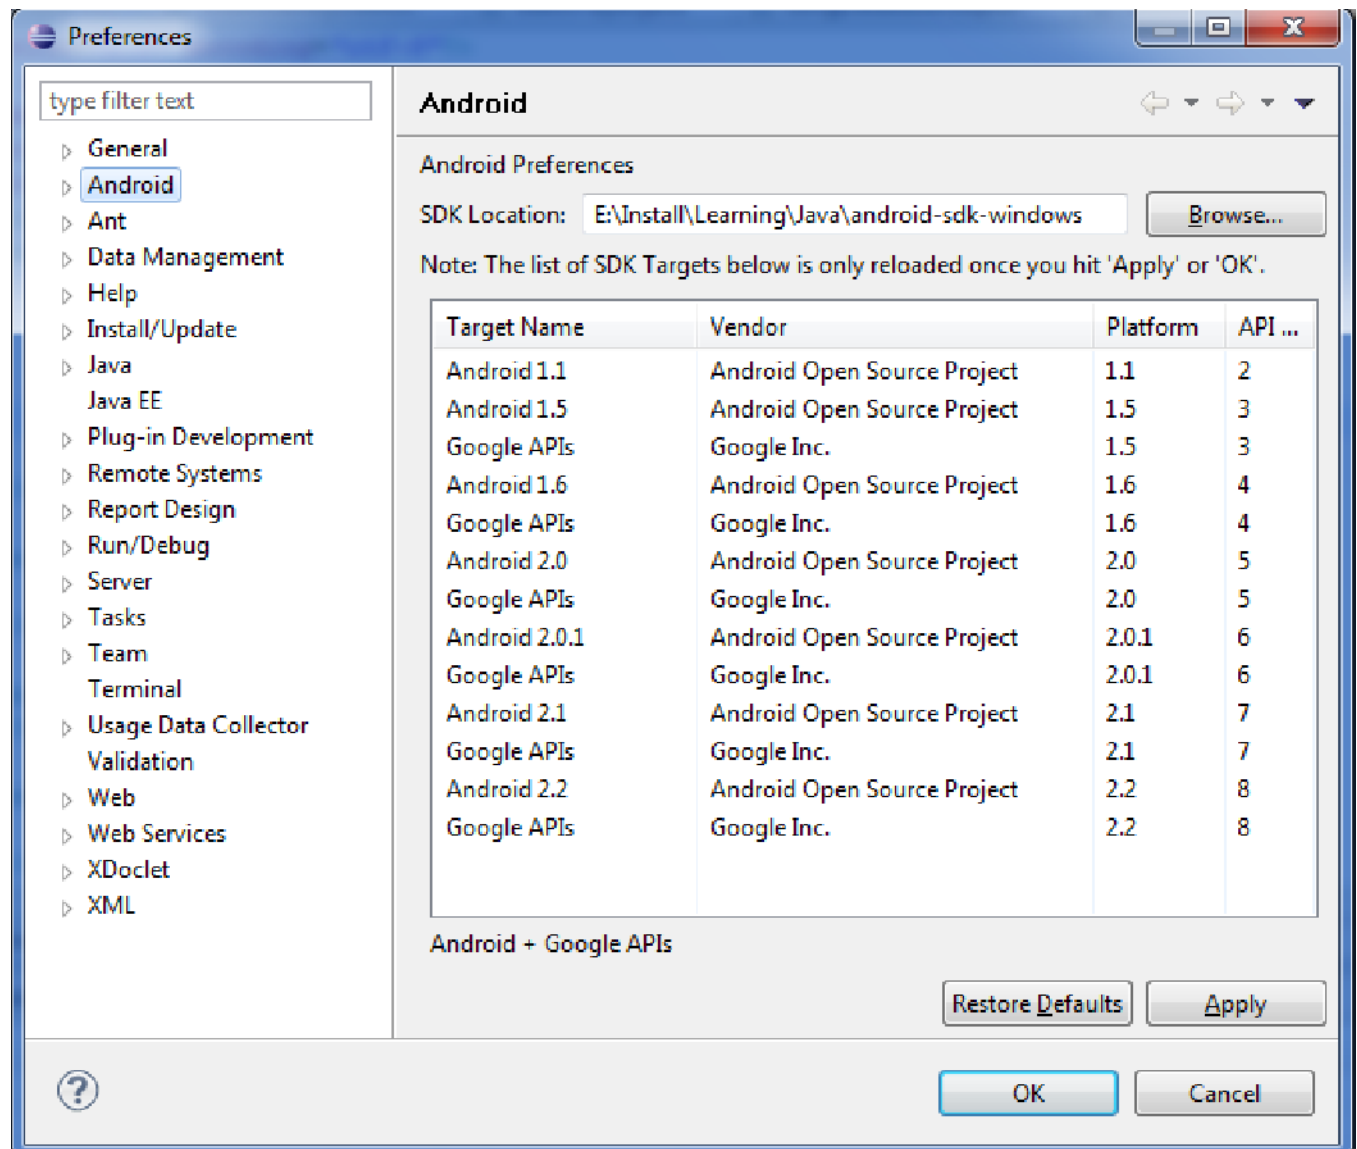 Preferences
type filter text
General
Android
Ant
Data Management
Help
Install/Update
Java
Java EE
Plug-in Development
Remote Systems
Report Design
Run/Debug
Server
Tasks
Team
Terminal
Usage Data Collector
Validation
Web
Web Services
XDoclet
XML
Android
Android Preferences
SDK Location: E:\Install\Learning\Java\android-sdk-windows Browse...
Note: The list of SDK Targets below is only reloaded once you hit 'Apply' or 'OK'.
Target Name Vendor Platform API ...
Android 1.1 Android Open Source Project 1.1 2
Android 1.5 Android Open Source Project 1.5 3
Google APIs Google Inc. 1.5 3
Android 1.6 Android Open Source Project 1.6 4
Google APIs Google Inc. 1.6 4
Android 2.0 Android Open Source Project 2.0 5
Google APIs Google Inc. 2.0 5
Android 2.0.1 Android Open Source Project 2.0.1 6
Google APIs Google Inc. 2.0.1 6
Android 2.1 Android Open Source Project 2.1 7
Google APIs Google Inc. 2.1 7
Android 2.2 Android Open Source Project 2.2 8
Google APIs Google Inc. 2.2 8
Android + Google APIs
Restore Defaults Apply
? OK Cancel